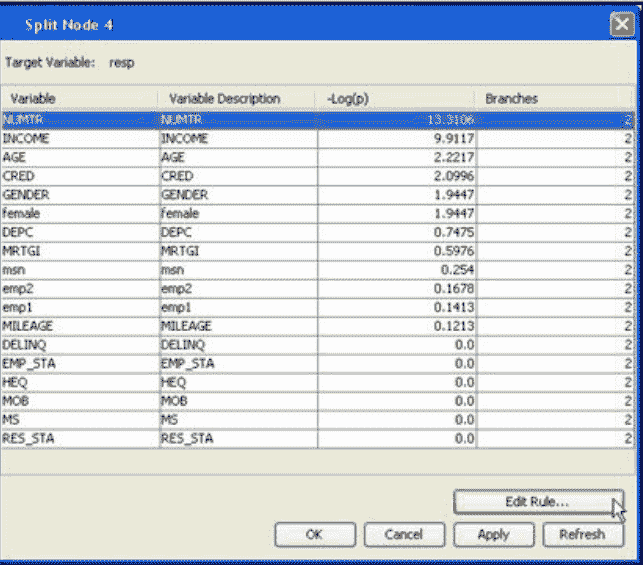 Split Node 4
Target Variable: resp
Variable Variable Description -Log(p) Branches
NUMTR NUMTR 13.3106 2
INCOME INCOME 9.9117 2
AGE AGE 2.2217 2
CRED CRED 2.0996 2
GENDER GENDER 1.9447 2
female female 1.9447 2
DEPC DEPC 0.7475 2
MRTGI MRTGI 0.5976 2
msn msn 0.254 2
emp2 emp2 0.1678 2
emp1 emp1 0.1413 2
MILEAGE MILEAGE 0.1213 2
DELINQ DELINQ 0.0 2
EMP_STA EMP_STA 0.0 2
HEQ HEQ 0.0 2
MOB MOB 0.0 2
MS MS 0.0 2
RES_STA RES_STA 0.0 2
Edit Rule...
OK Cancel Apply Refresh